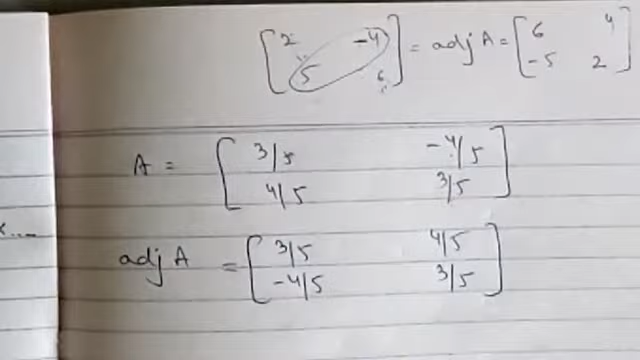 [2 -4
5 6] = adj A = [6 4
-5 2]
A = [3/5 -4/5
4/5 3/5]
adj A = [3/5 4/5
-4/5 3/5]